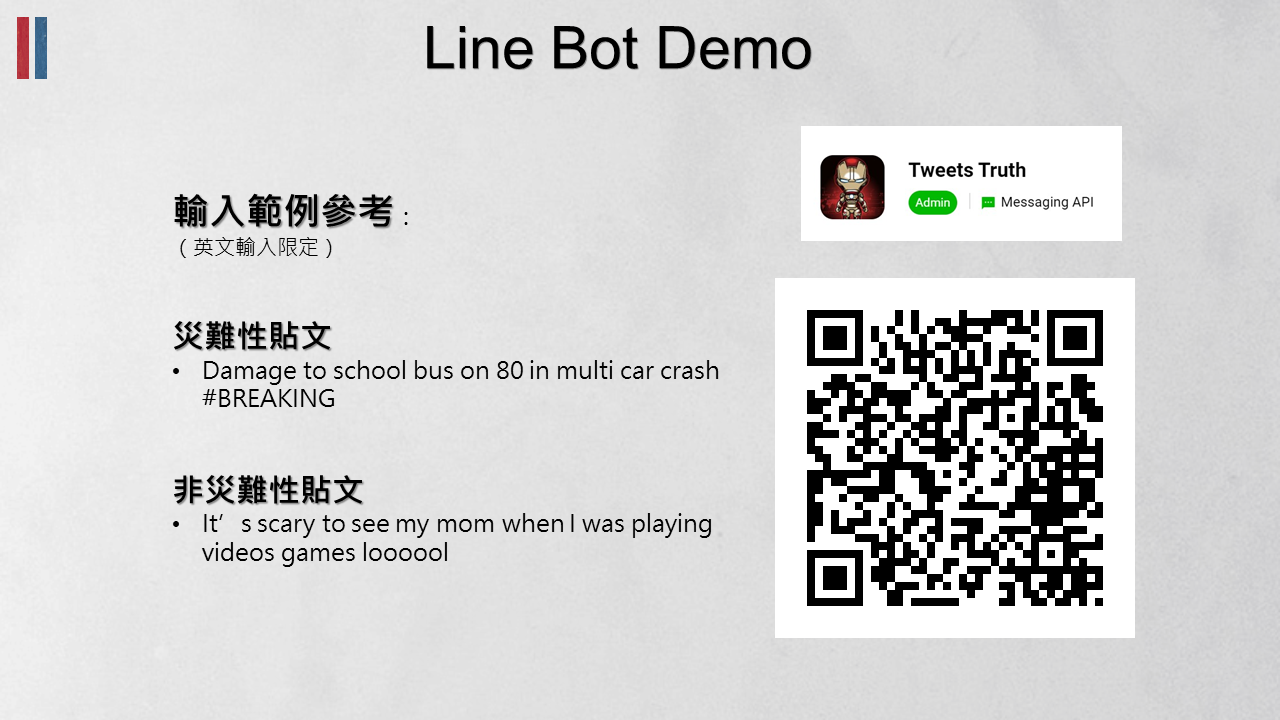 Line Bot Demo
Tweets Truth
Admin
Messaging API
輸入範例參考：
（英文輸入限定）
災難性貼文
• Damage to school bus on 80 in multi car crash
#BREAKING
非災難性貼文
• It’s scary to see my mom when I was playing
videos games loooool